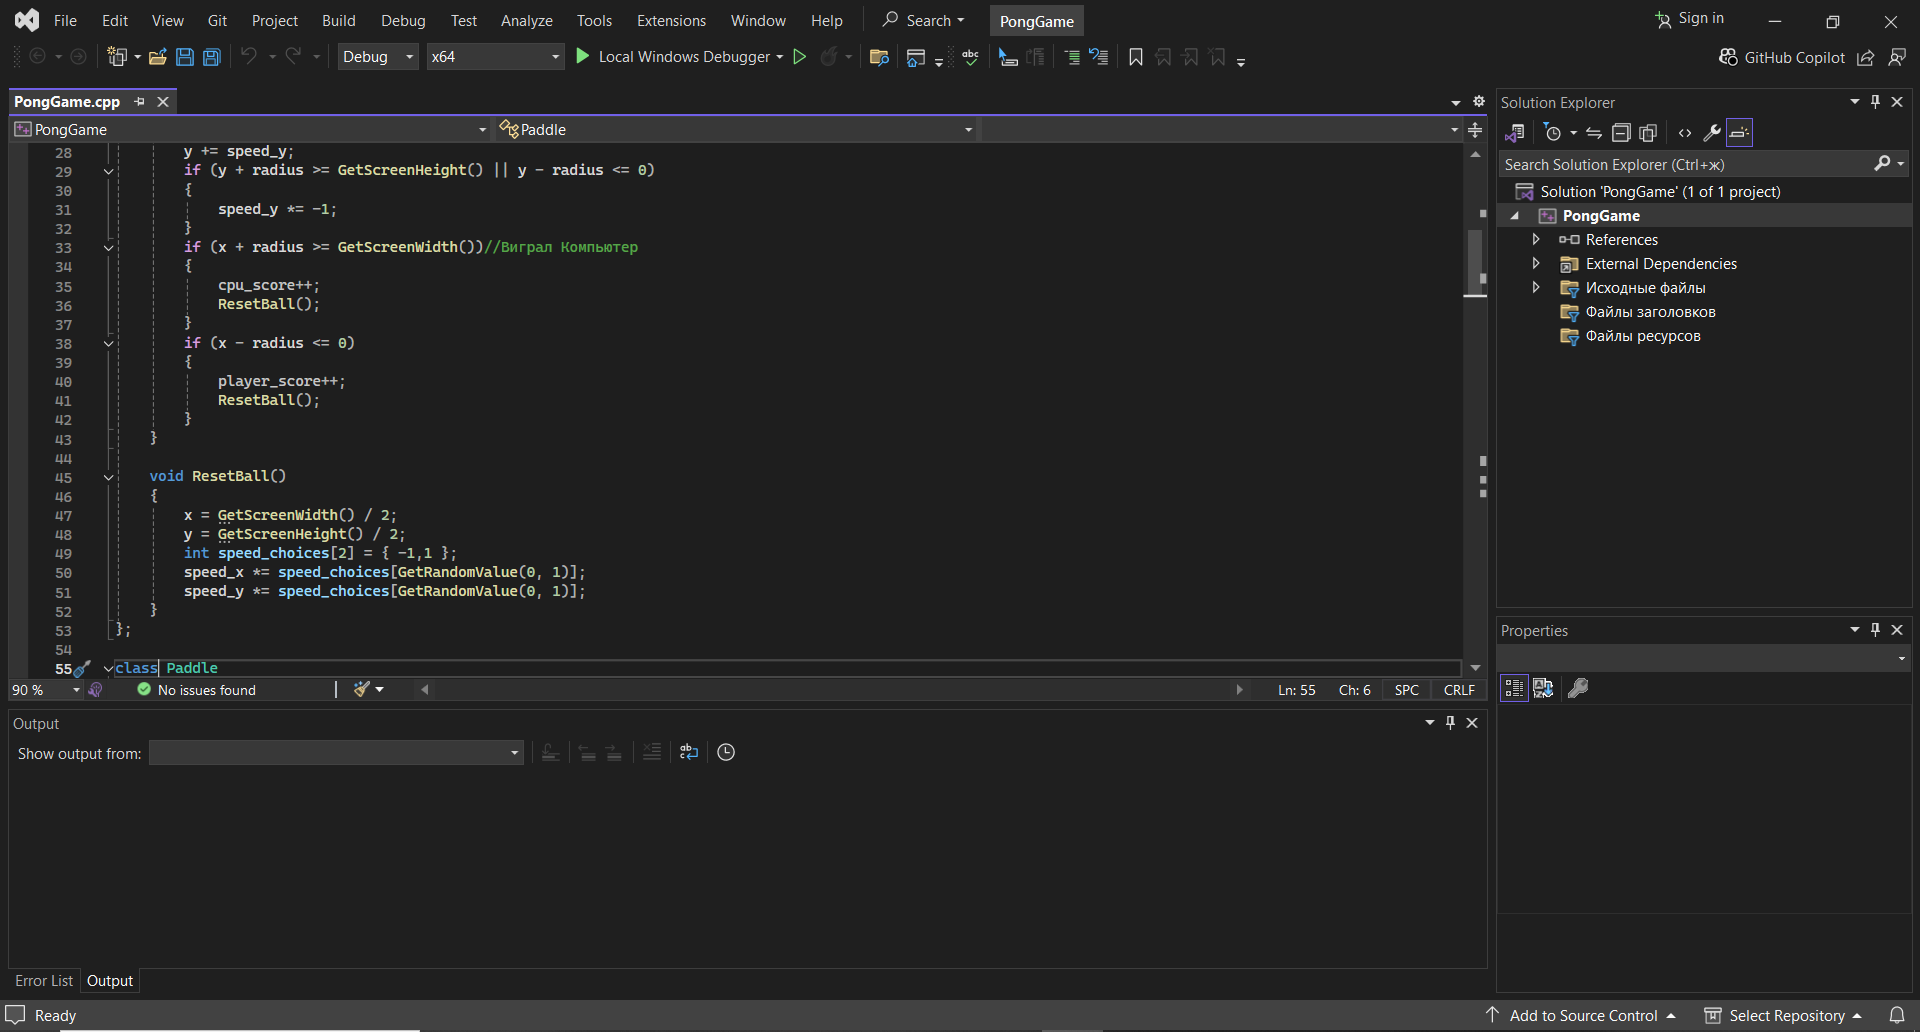 File Edit View Git Project Build Debug Test Analyze Tools Extensions Window Help Search PongGame Sign in
Debug x64 Local Windows Debugger GitHub Copilot
PongGame.cpp
PongGame Paddle
28 y += speed_y;
29 if (y + radius >= GetScreenHeight() || y - radius <= 0)
30 {
31 speed_y *= -1;
32 }
33 if (x + radius >= GetScreenWidth())//Виграл Компьютер
34 {
35 cpu_score++;
36 ResetBall();
37 }
38 if (x - radius <= 0)
39 {
40 player_score++;
41 ResetBall();
42 }
43 }
44
45 void ResetBall()
46 {
47 x = GetScreenWidth() / 2;
48 y = GetScreenHeight() / 2;
49 int speed_choices[2] = { -1,1 };
50 speed_x *= speed_choices[GetRandomValue(0, 1)];
51 speed_y *= speed_choices[GetRandomValue(0, 1)];
52 }
53 };
54
55 class Paddle
90 % No issues found Ln: 55 Ch: 6 SPC CRLF
Output
Show output from:
Error List Output
Solution Explorer
Search Solution Explorer (Ctrl+ж)
Solution 'PongGame' (1 of 1 project)
PongGame
References
External Dependencies
Исходные файлы
Файлы заголовков
Файлы ресурсов
Properties
Ready Add to Source Control Select Repository